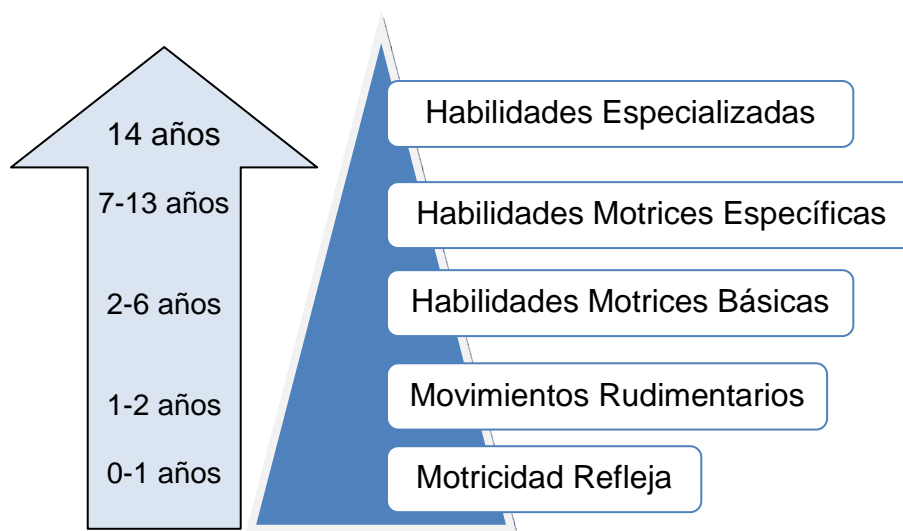 14 años
Habilidades Especializadas
7-13 años
Habilidades Motrices Específicas
2-6 años
Habilidades Motrices Básicas
1-2 años
Movimientos Rudimentarios
0-1 años
Motricidad Refleja